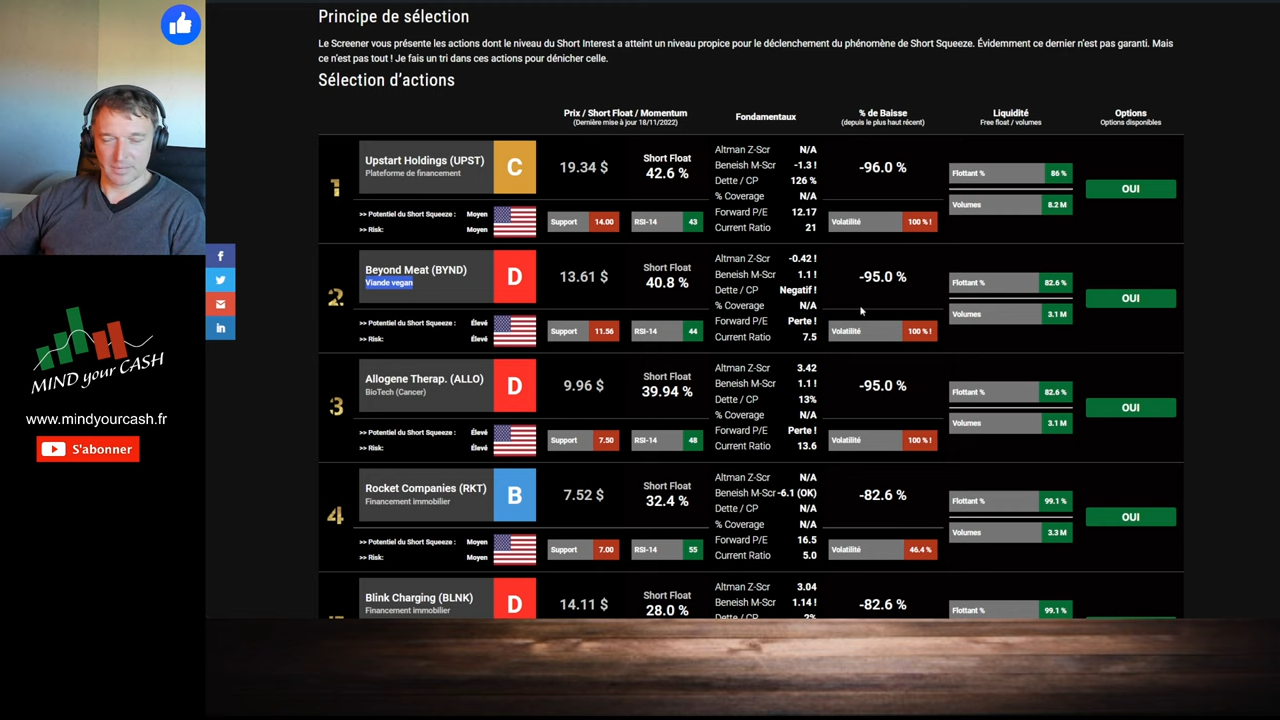 Principe de sélection
Le Screener vous présente les actions dont le niveau du Short Interest a atteint un niveau propice pour le déclenchement du phénomène de Short Squeeze. Évidemment ce dernier n'est pas garanti. Mais
ce n'est pas tout ! Je fais un tri dans ces actions pour dénicher celle.
Sélection d'actions
Prix / Short Float / Momentum
(Dernière mise à jour 18/11/2022)
Fondamentaux
% de Baisse
(depuis le plus haut récent)
Liquidité
Free float / volumes
Options
Options disponibles
1
Upstart Holdings (UPST)
Plateforme de financement
C
19.34 $
Short Float
42.6 %
Altman Z-Scr N/A
Beneish M-Scr -1.3 !
Dette / CP 126 %
% Coverage N/A
Forward P/E 12.17
Current Ratio 21
-96.0 %
Flottant % 86 %
Volumes 8.2 M
OUI
>> Potentiel du Short Squeeze : Moyen
>> Risk: Moyen
Support 14.00
RSI-14 43
Volatilité 100 % !
2
Beyond Meat (BYND)
Viande vegan
D
13.61 $
Short Float
40.8 %
Altman Z-Scr -0.42 !
Beneish M-Scr 1.1 !
Dette / CP Negatif !
% Coverage N/A
Forward P/E Perte !
Current Ratio 7.5
-95.0 %
Flottant % 82.6 %
Volumes 3.1 M
OUI
>> Potentiel du Short Squeeze : Élevé
>> Risk: Élevé
Support 11.56
RSI-14 44
Volatilité 100 % !
3
Allogene Therap. (ALLO)
BioTech (Cancer)
D
9.96 $
Short Float
39.94 %
Altman Z-Scr 3.42
Beneish M-Scr 1.1 !
Dette / CP 13%
% Coverage N/A
Forward P/E Perte !
Current Ratio 13.6
-95.0 %
Flottant % 82.6 %
Volumes 3.1 M
OUI
>> Potentiel du Short Squeeze : Élevé
>> Risk: Élevé
Support 7.50
RSI-14 48
Volatilité 100 % !
4
Rocket Companies (RKT)
Financement immobilier
B
7.52 $
Short Float
32.4 %
Altman Z-Scr N/A
Beneish M-Scr -6.1 (OK)
Dette / CP N/A
% Coverage N/A
Forward P/E 16.5
Current Ratio 5.0
-82.6 %
Flottant % 99.1 %
Volumes 3.3 M
OUI
>> Potentiel du Short Squeeze : Moyen
>> Risk: Moyen
Support 7.00
RSI-14 55
Volatilité 46.4 %
Blink Charging (BLNK)
Financement immobilier
D
14.11 $
Short Float
28.0 %
Altman Z-Scr 3.04
Beneish M-Scr 1.14 !
Dette / CP 2%
-82.6 %
Flottant % 99.1 %
MIND your CASH
www.mindyourcash.fr
S'abonner